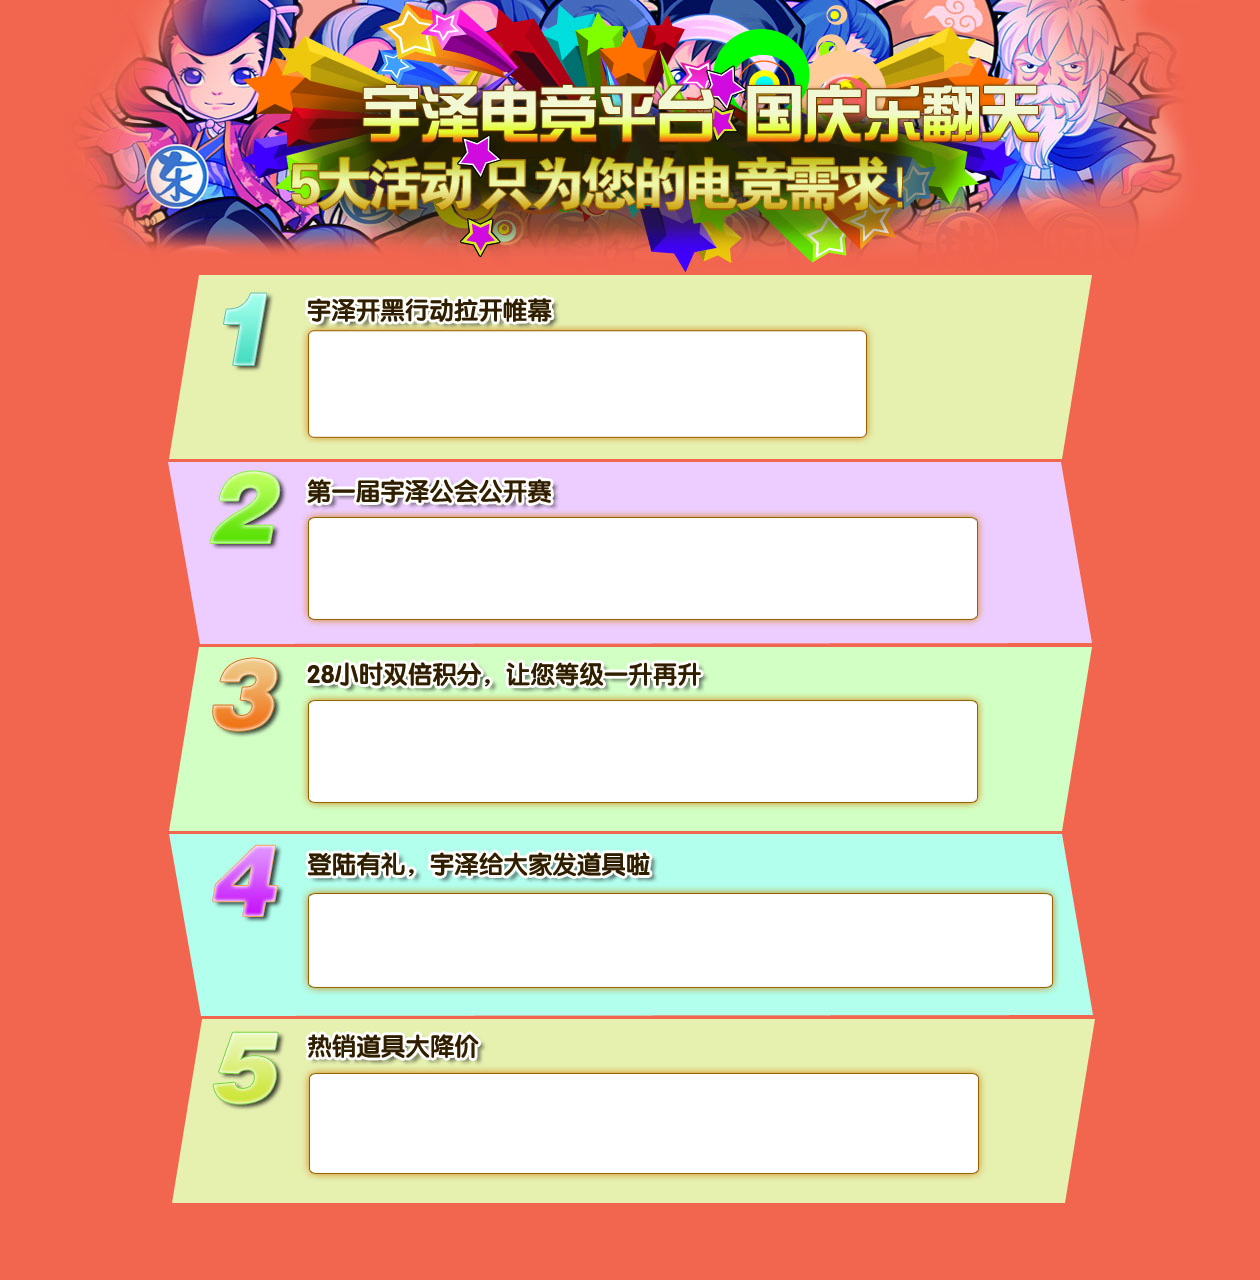 宇泽电竞平台 国庆乐翻天
5大活动 只为您的电竞需求！
东
1
宇泽开黑行动拉开帷幕
2
第一届宇泽公会公开赛
3
28小时双倍积分，让您等级一升再升
4
登陆有礼，宇泽给大家发道具啦
5
热销道具大降价